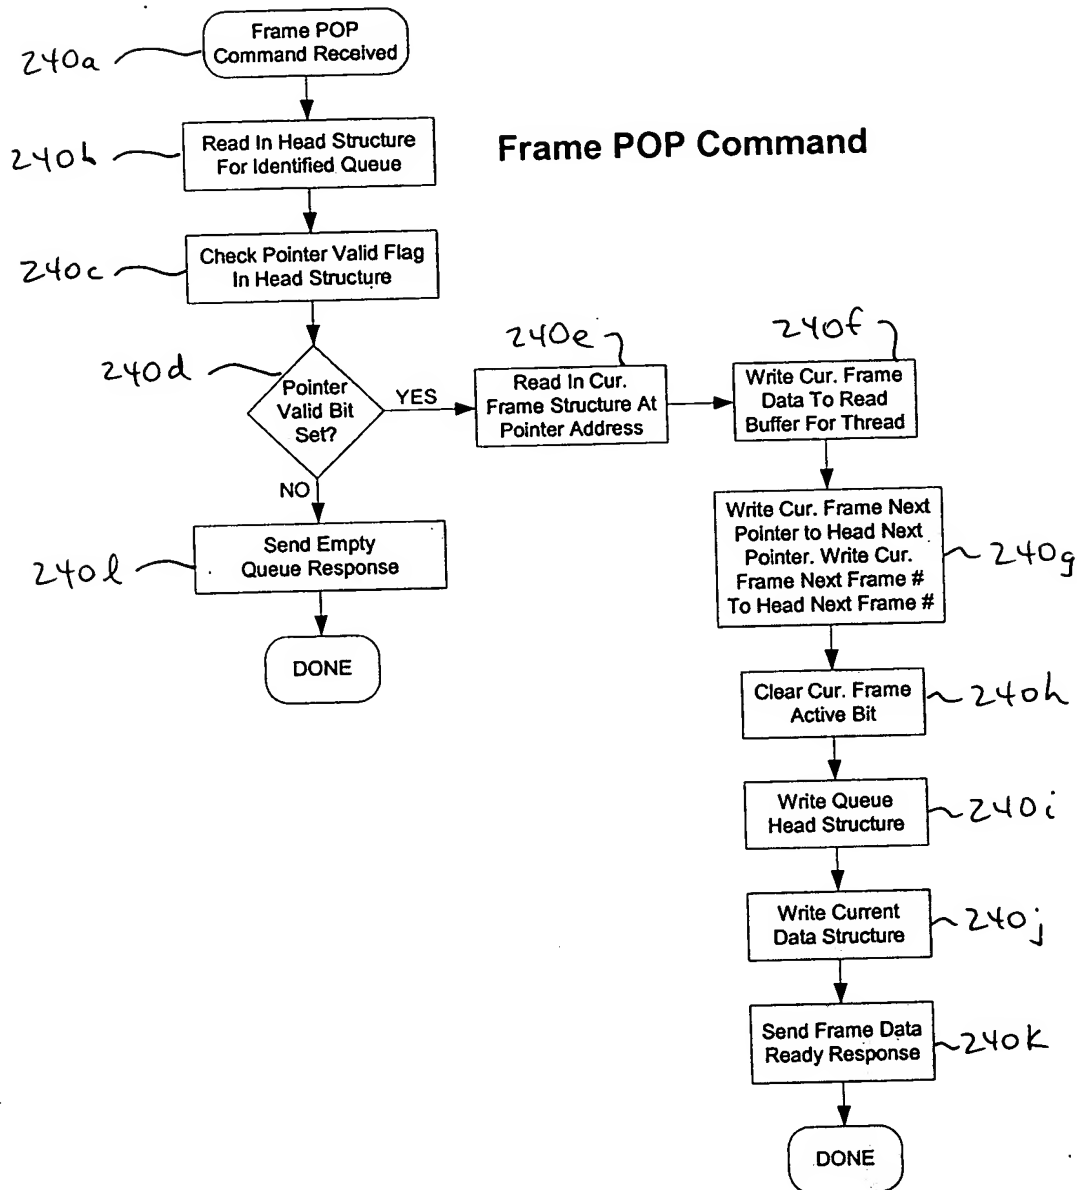 Frame POP Command
240a
Frame POP
Command Received
240b
Read In Head Structure
For Identified Queue
240c
Check Pointer Valid Flag
In Head Structure
240d
Pointer
Valid Bit
Set?
YES
NO
240e
Read In Cur.
Frame Structure At
Pointer Address
240f
Write Cur. Frame
Data To Read
Buffer For Thread
Write Cur. Frame Next
Pointer to Head Next
Pointer. Write Cur.
Frame Next Frame #
To Head Next Frame #
240g
Clear Cur. Frame
Active Bit
240h
Write Queue
Head Structure
240i
Write Current
Data Structure
240j
Send Frame Data
Ready Response
240k
DONE
240l
Send Empty
Queue Response
DONE